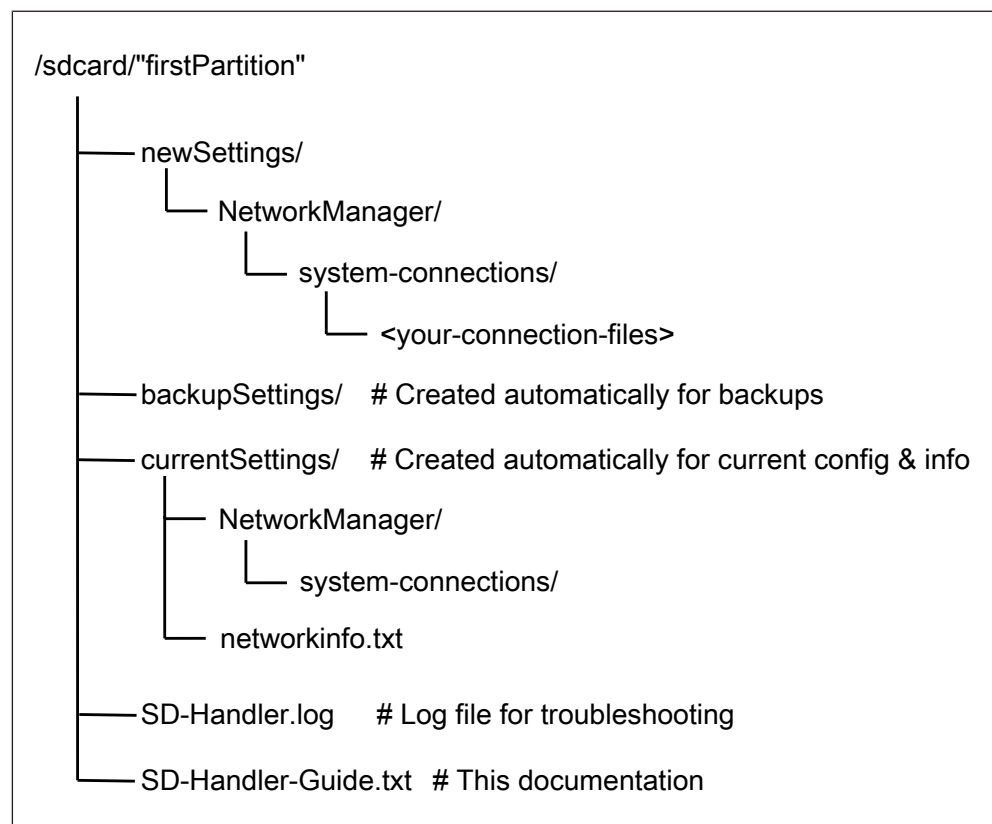 /sdcard/"firstPartition"
newSettings/
NetworkManager/
system-connections/
<your-connection-files>
backupSettings/ # Created automatically for backups
currentSettings/ # Created automatically for current config & info
NetworkManager/
system-connections/
networkinfo.txt
SD-Handler.log # Log file for troubleshooting
SD-Handler-Guide.txt # This documentation